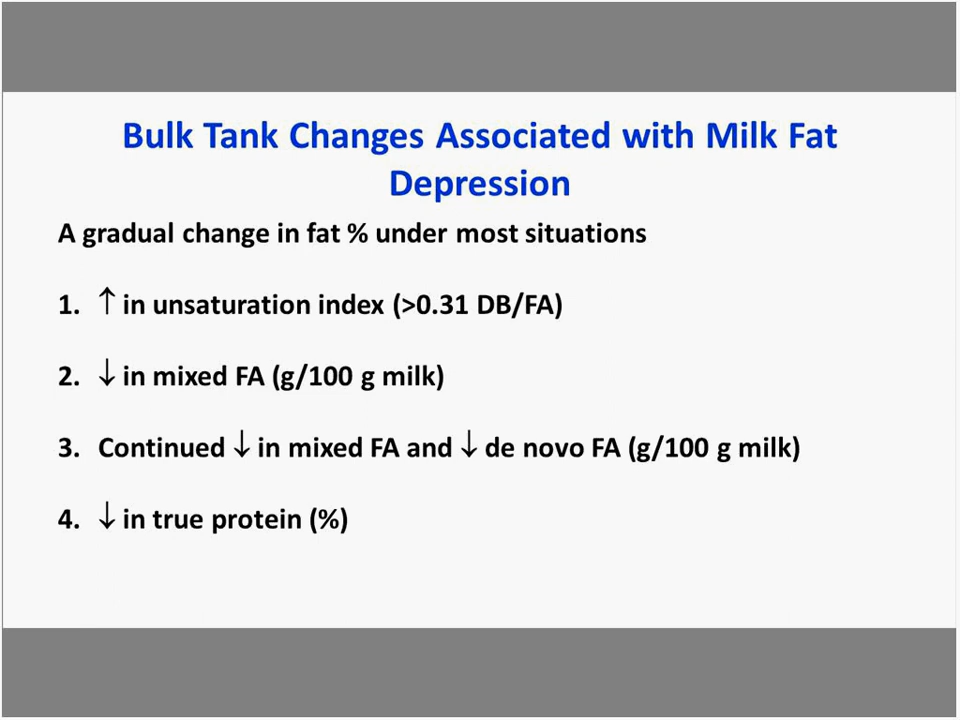 Bulk Tank Changes Associated with Milk Fat
Depression
A gradual change in fat % under most situations
1. ↑ in unsaturation index (>0.31 DB/FA)
2. ↓ in mixed FA (g/100 g milk)
3. Continued ↓ in mixed FA and ↓ de novo FA (g/100 g milk)
4. ↓ in true protein (%)